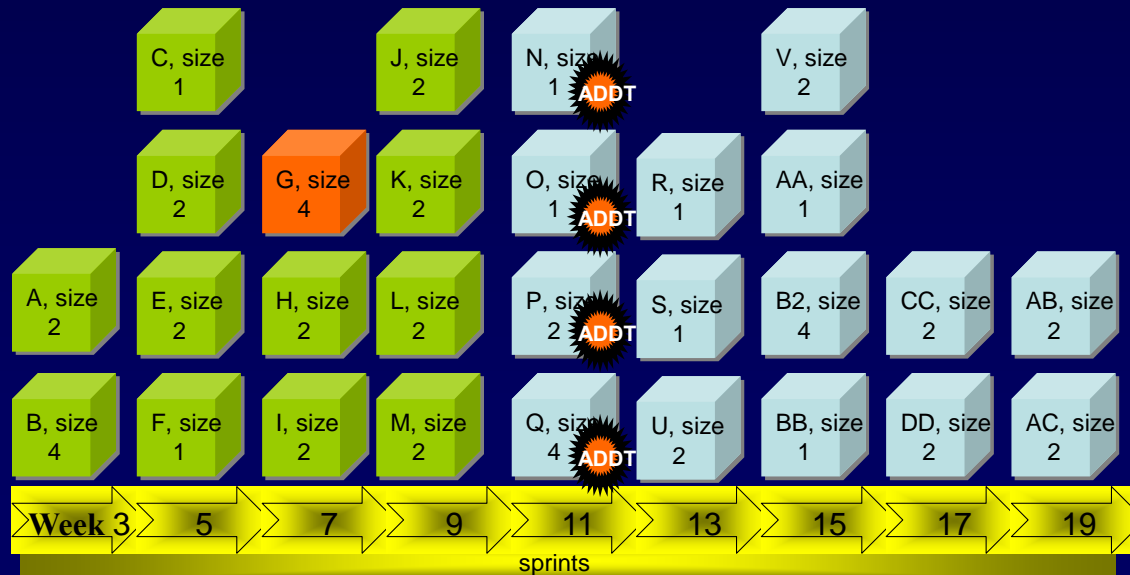 C, size
1
J, size
2
N, size
1
ADDT
V, size
2
D, size
2
G, size
4
K, size
2
O, size
1
ADDT
R, size
1
AA, size
1
A, size
2
E, size
2
H, size
2
L, size
2
P, size
2
ADDT
S, size
1
B2, size
4
CC, size
2
AB, size
2
B, size
4
F, size
1
I, size
2
M, size
2
Q, size
4
ADDT
U, size
2
BB, size
1
DD, size
2
AC, size
2
Week 3 5 7 9 11 13 15 17 19
sprints